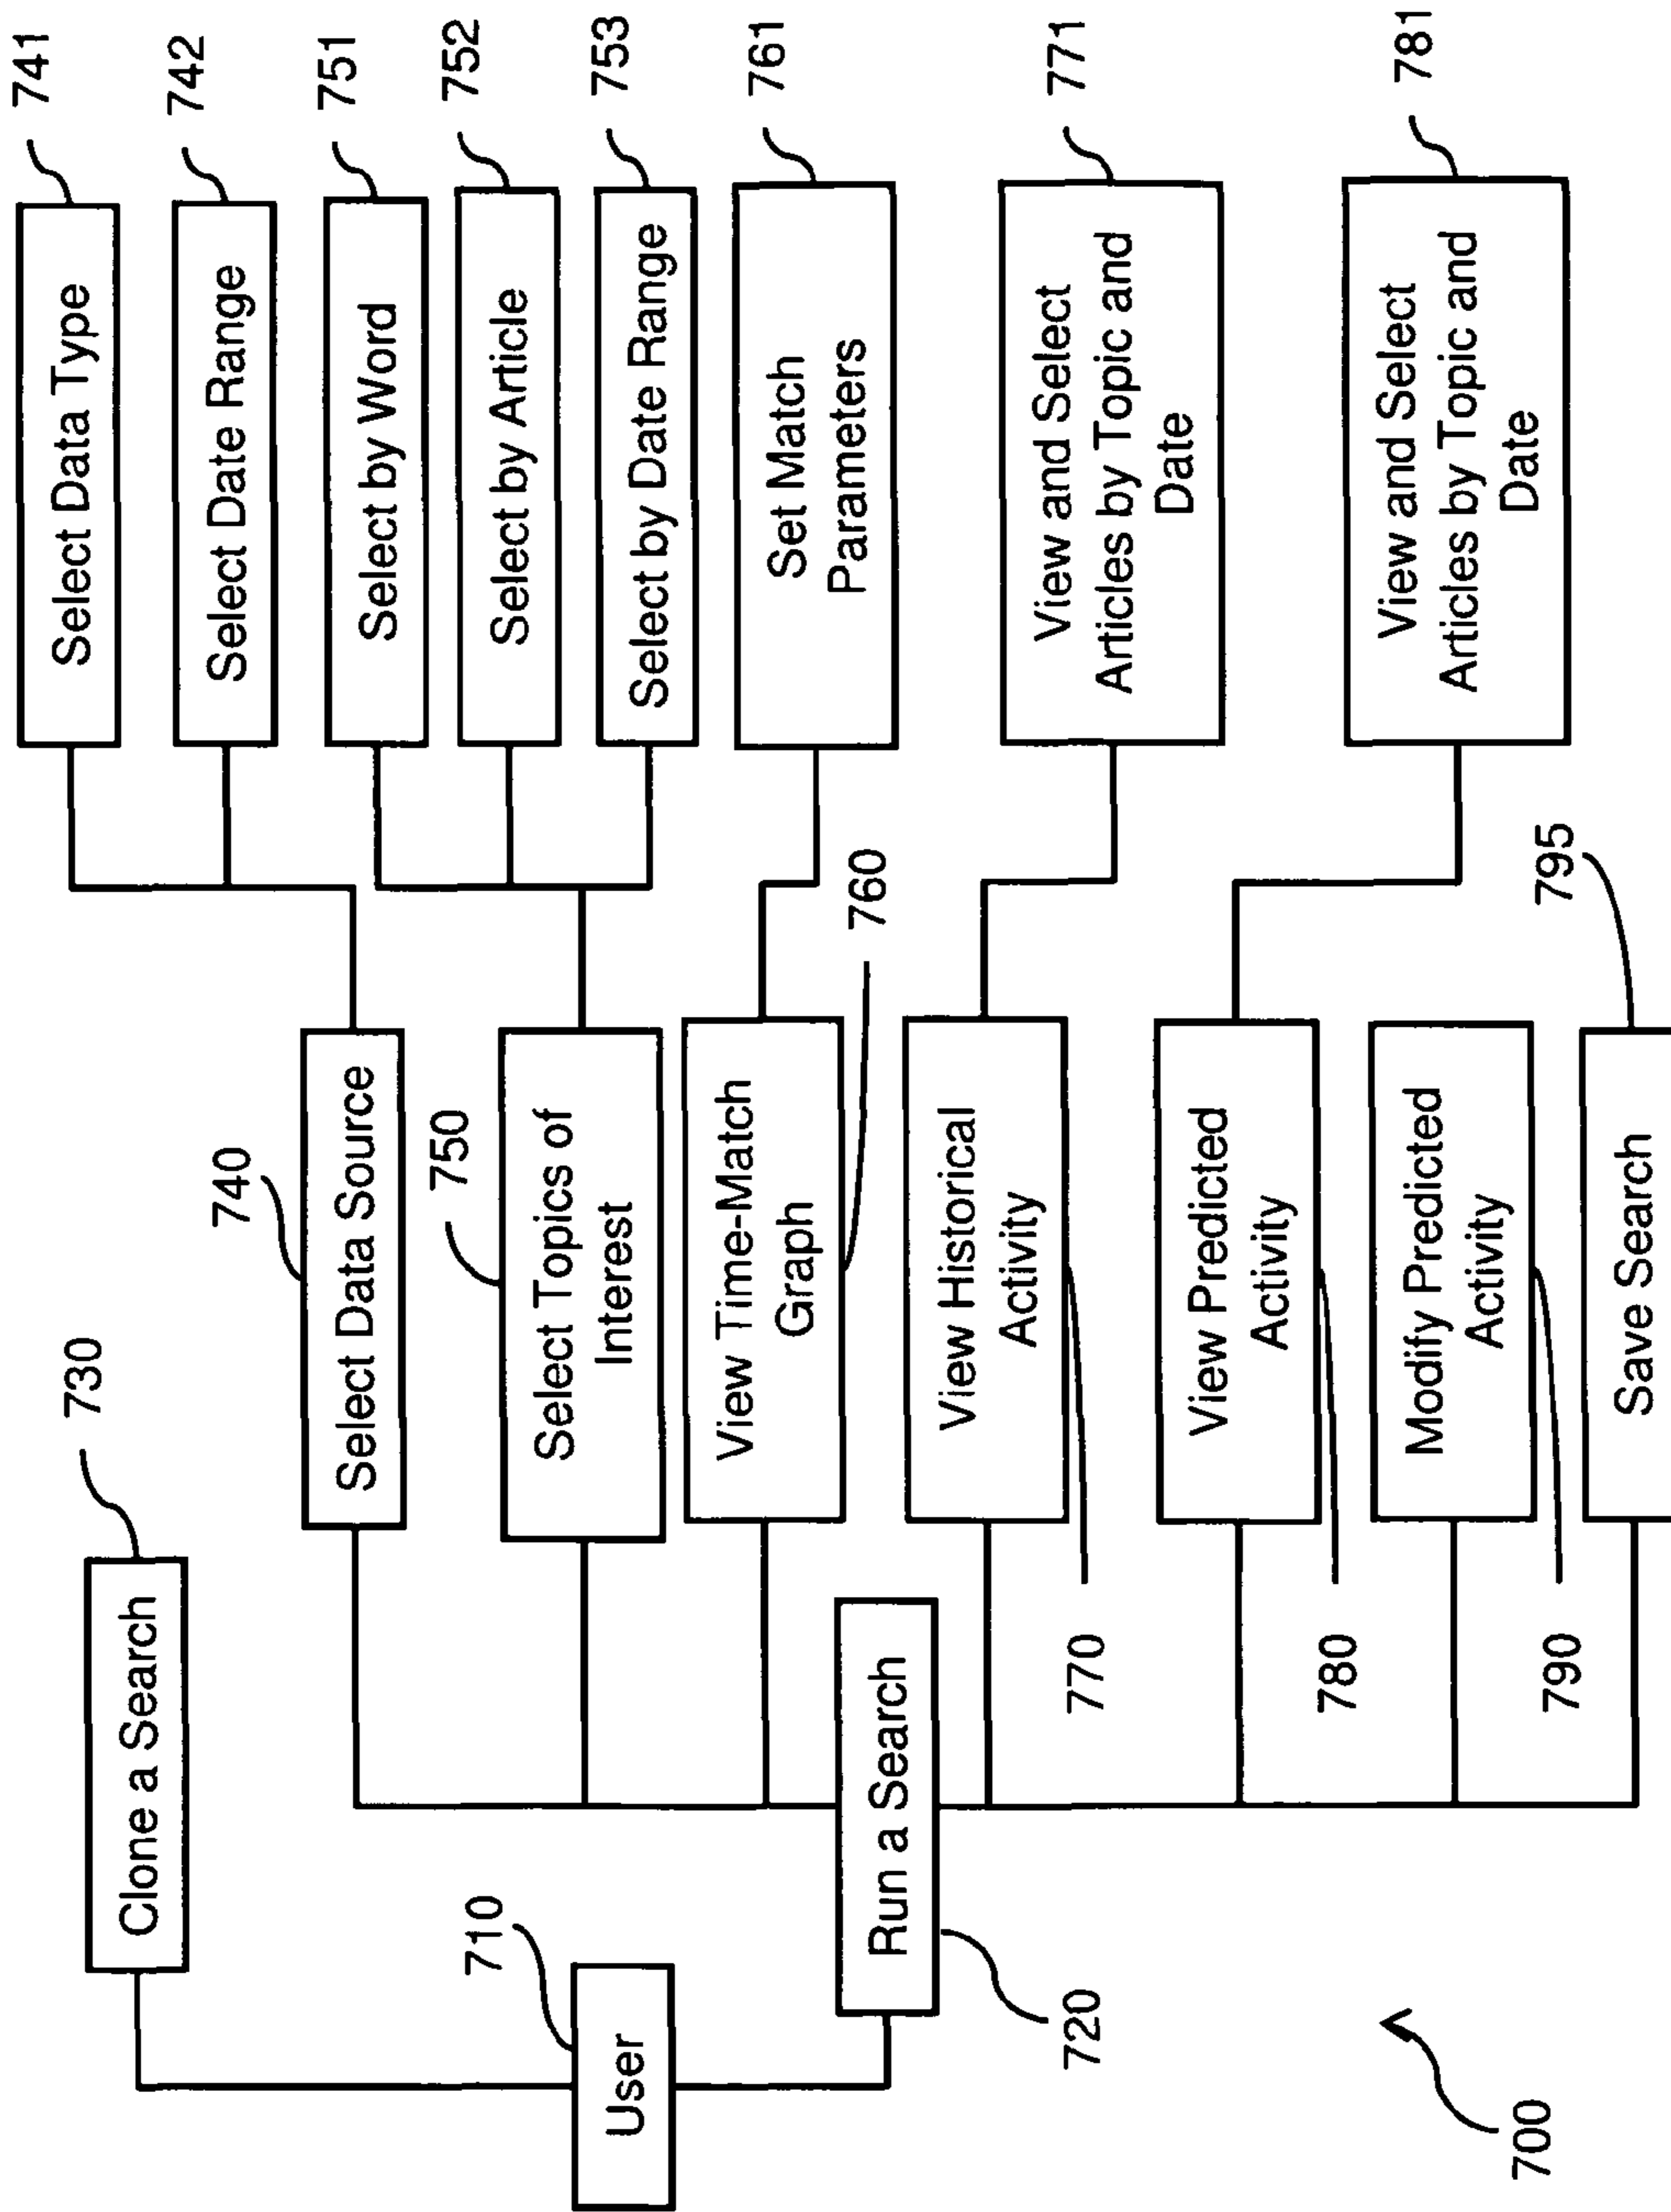 741
Select Data Type
742
Select Date Range
751
Select by Word
752
Select by Article
753
Select by Date Range
761
Set Match
Parameters
771
View and Select
Articles by Topic and
Date
781
View and Select
Articles by Topic and
Date
730
Clone a Search
740
Select Data Source
750
Select Topics of
Interest
760
View Time-Match
Graph
770
View Historical
Activity
780
View Predicted
Activity
790
Modify Predicted
Activity
795
Save Search
710
User
720
Run a Search
700